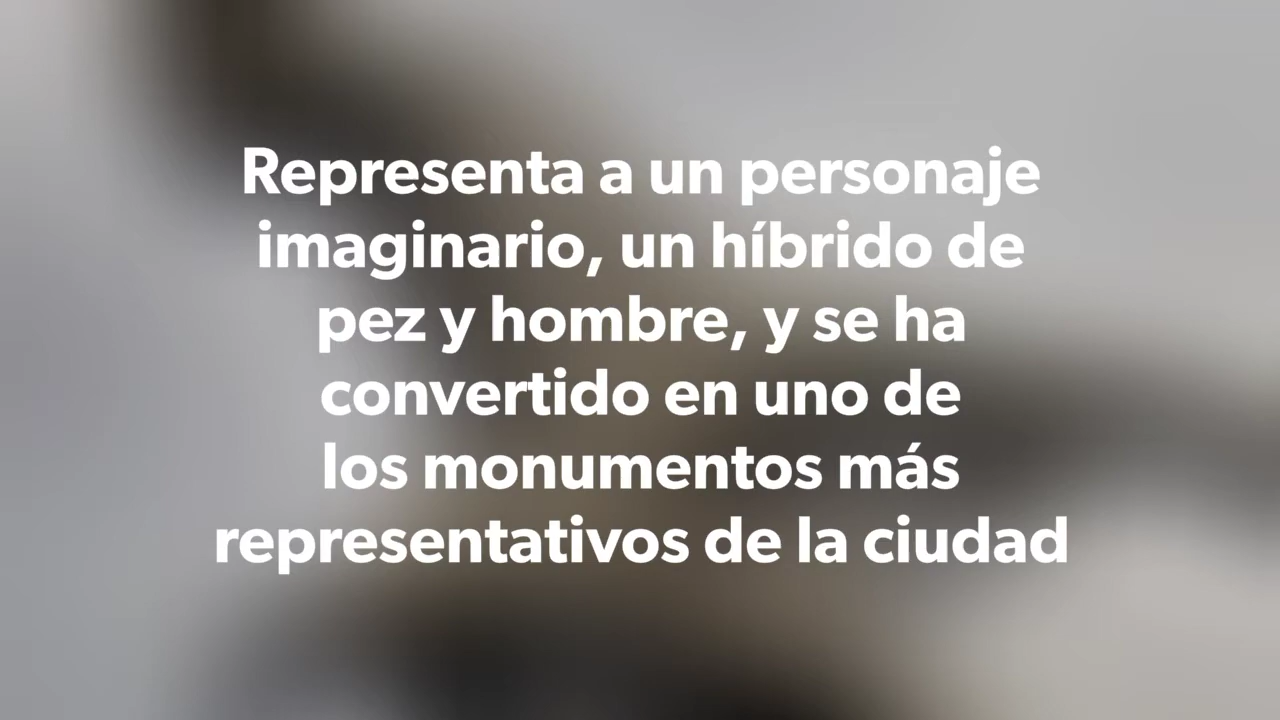 Representa a un personaje
imaginario, un híbrido de
pez y hombre, y se ha
convertido en uno de
los monumentos más
representativos de la ciudad